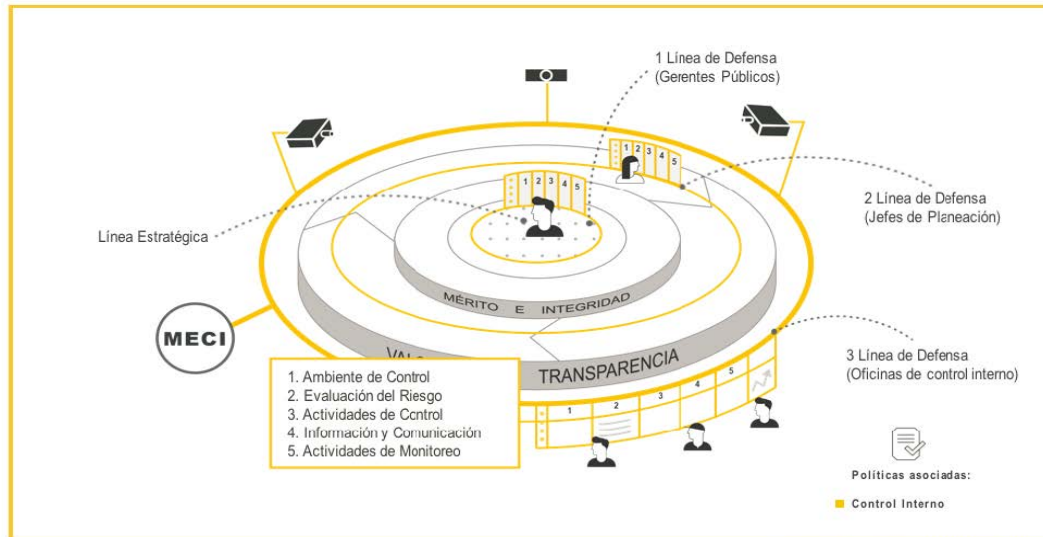 1 Línea de Defensa
(Gerentes Públicos)
1 2 3 4 5
1 2 3 4 5
2 Línea de Defensa
(Jefes de Planeación)
Línea Estratégica
MÉRITO E INTEGRIDAD
MECI
TRANSPARENCIA
3 Línea de Defensa
(Oficinas de control interno)
1. Ambiente de Control
2. Evaluación del Riesgo
3. Actividades de Control
4. Información y Comunicación
5. Actividades de Monitoreo
1 2 3 4 5
Políticas asociadas:
Control Interno